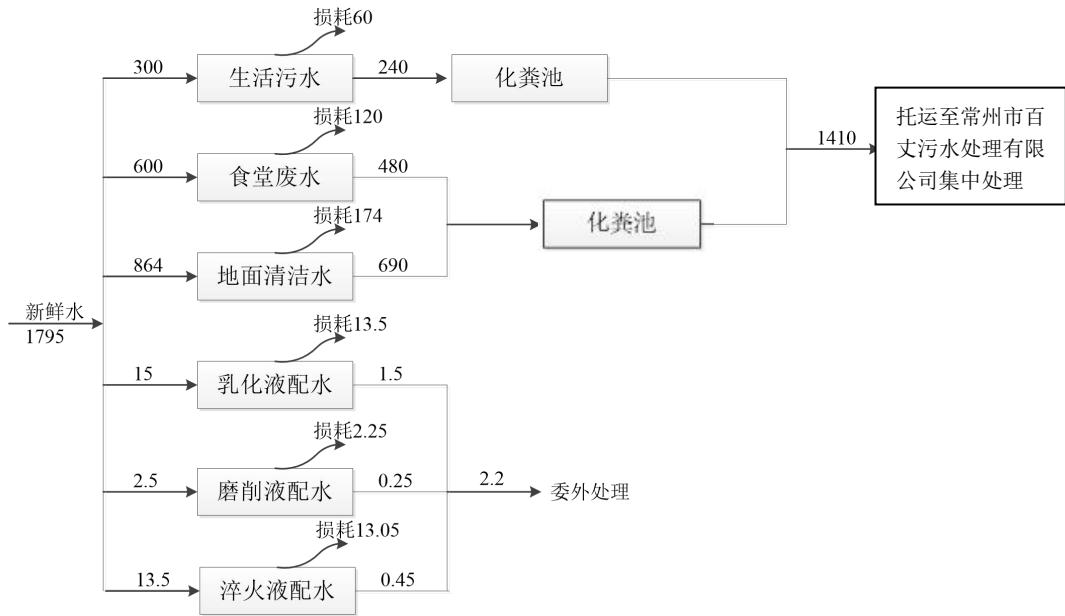 损耗60
300
生活污水
240
化粪池
损耗120
600
食堂废水
480
1410
托运至常州市百
丈污水处理有限
公司集中处理
损耗174
化粪池
864
地面清洁水
690
新鲜水
1795
损耗13.5
15
乳化液配水
1.5
损耗2.25
2.5
磨削液配水
0.25
2.2
委外处理
损耗13.05
13.5
淬火液配水
0.45